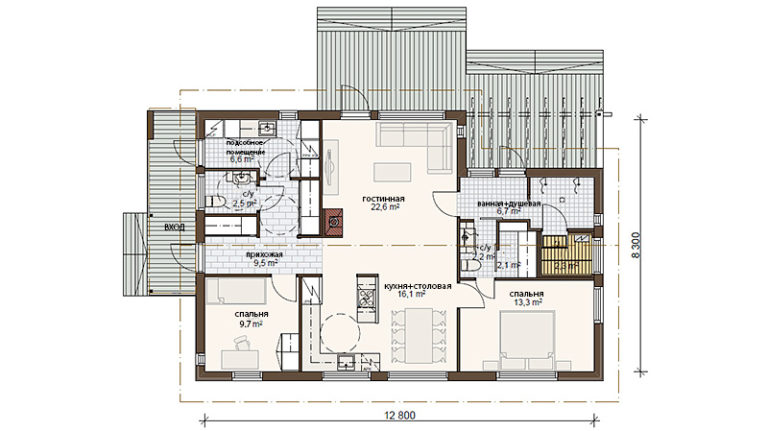 подсобное
помещение
6,6 m²
с/у
2,5 m²
ВХОД
прихожая
9,5 m²
гостинная
22,6 m²
ванная+душевая
6,7 m²
с/у
2,2 m²
2,1 m²
2,3 m²
кухня+столовая
16,1 m²
спальня
9,7 m²
спальня
13,3 m²
8 300
12 800